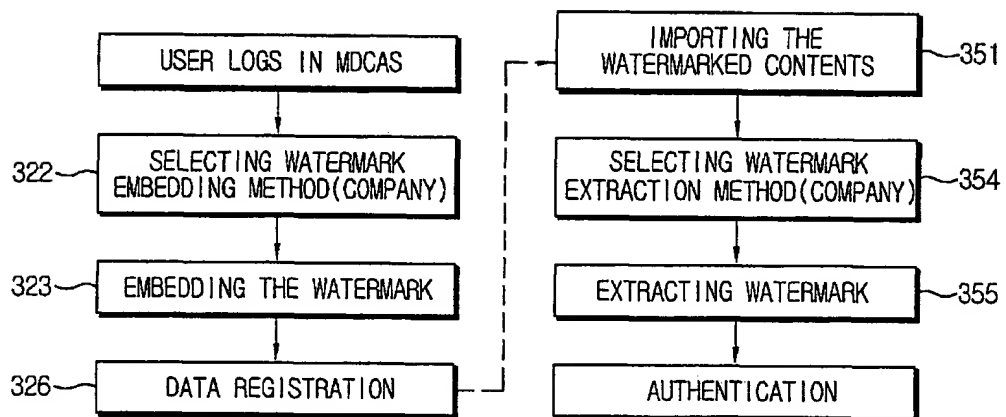 USER LOGS IN MDCAS
322
SELECTING WATERMARK
EMBEDDING METHOD(COMPANY)
323
EMBEDDING THE WATERMARK
326
DATA REGISTRATION
IMPORTING THE
WATERMARKED CONTENTS
351
SELECTING WATERMARK
EXTRACTION METHOD(COMPANY)
354
EXTRACTING WATERMARK
355
AUTHENTICATION